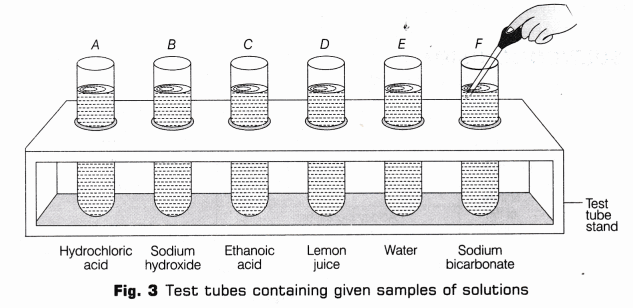 A B C D E F
Test
tube
stand
Hydrochloric acid
Sodium hydroxide
Ethanoic acid
Lemon juice
Water
Sodium bicarbonate
Fig. 3 Test tubes containing given samples of solutions